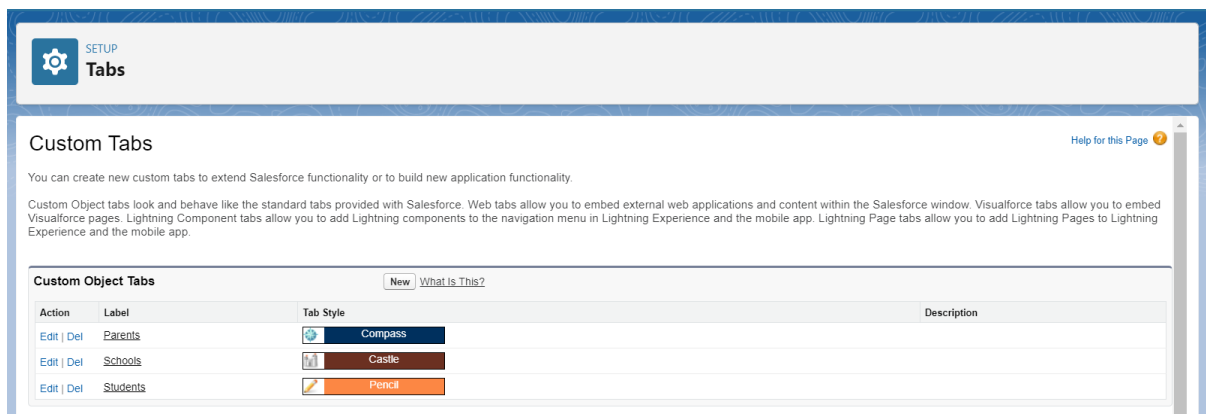 SETUP
Tabs
Custom Tabs
Help for this Page
You can create new custom tabs to extend Salesforce functionality or to build new application functionality.
Custom Object tabs look and behave like the standard tabs provided with Salesforce. Web tabs allow you to embed external web applications and content within the Salesforce window. Visualforce tabs allow you to embed
Visualforce pages. Lightning Component tabs allow you to add Lightning components to the navigation menu in Lightning Experience and the mobile app. Lightning Page tabs allow you to add Lightning Pages to Lightning
Experience and the mobile app.
Custom Object Tabs New What Is This?
Action Label Tab Style Description
Edit | Del Parents Compass
Edit | Del Schools Castle
Edit | Del Students Pencil